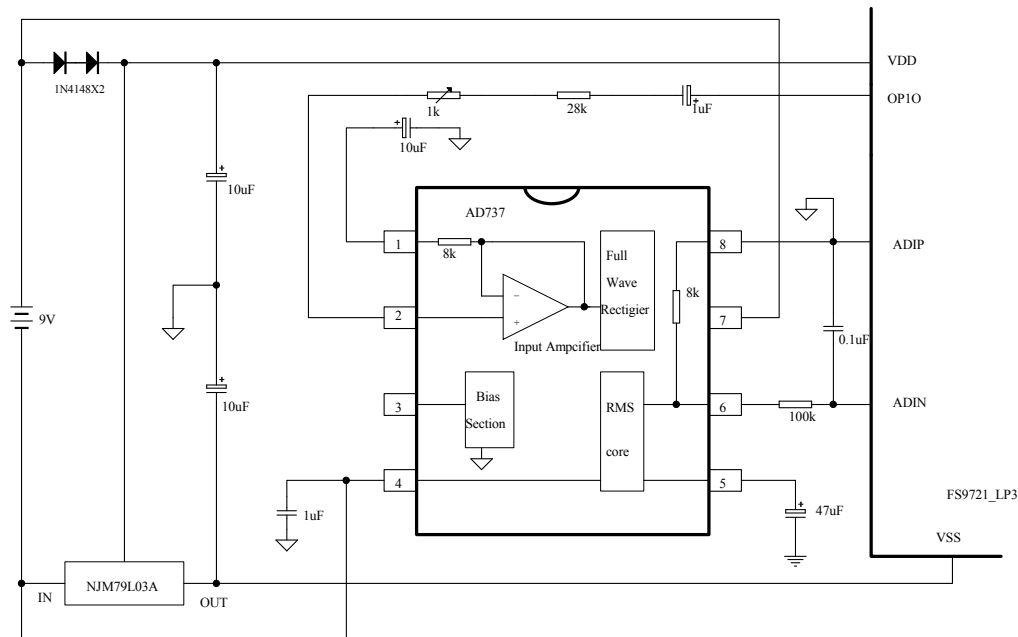 VDD
1N4148X2
OP1O
1k
28k
1uF
10uF
10uF
AD737
1
8k
Full
Wave
Rectigier
8
ADIP
8k
9V
2
−
+
Input Ampcifier
7
0.1uF
10uF
3
Bias
Section
RMS
core
6
100k
ADIN
4
5
1uF
47uF
FS9721_LP3
VSS
NJM79L03A
IN
OUT
+
+
+
+
+